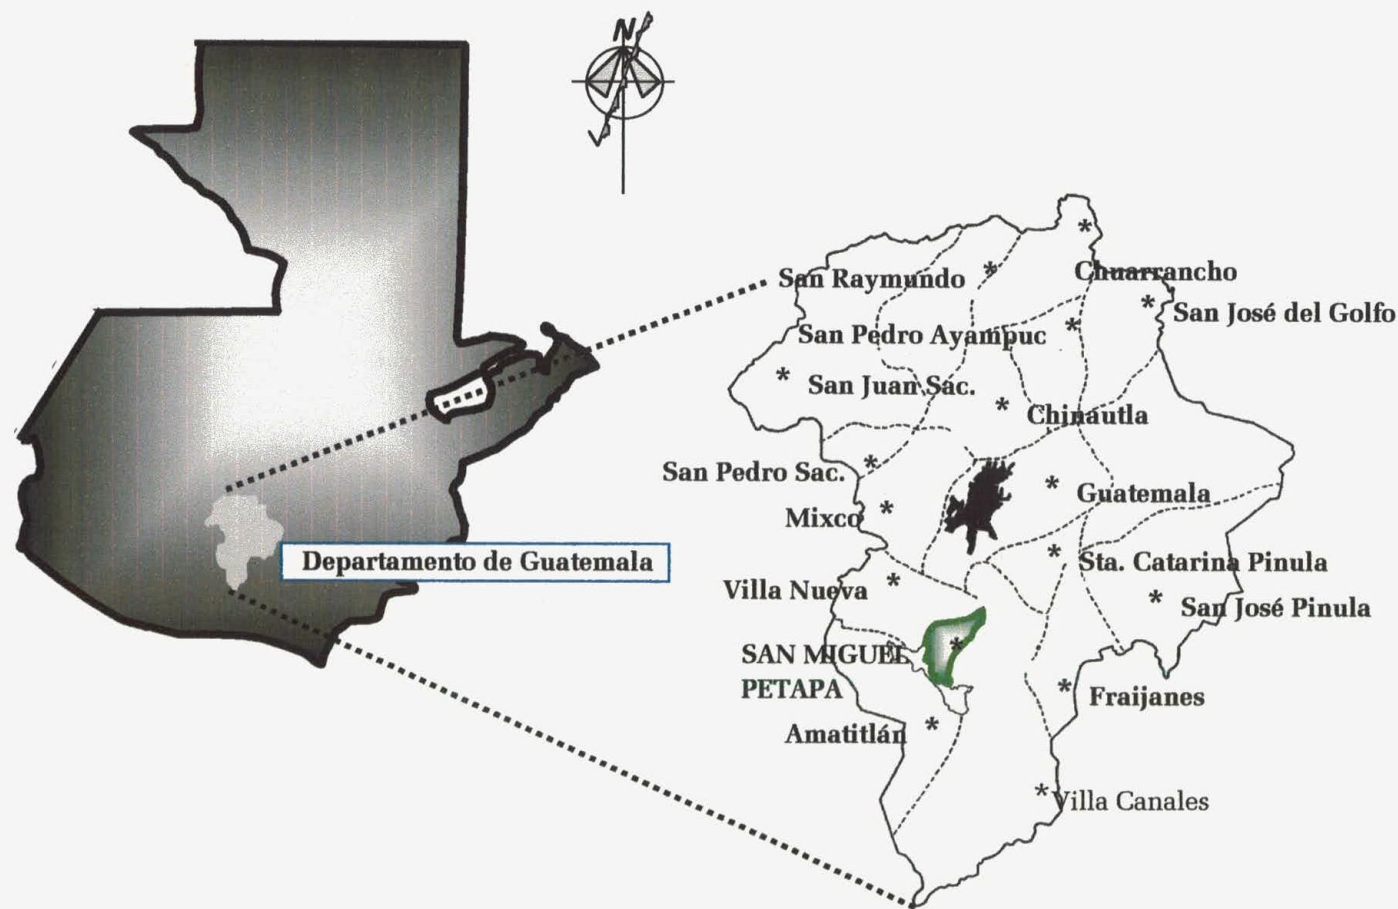 N
San Raymundo
Chuarrancho
San José del Golfo
San Pedro Ayampuc
San Juan Sac.
Chinautla
San Pedro Sac.
Guatemala
Mixco
Departamento de Guatemala
Sta. Catarina Pinula
Villa Nueva
San José Pinula
SAN MIGUEL
PETAPA
Fraijanes
Amatitlán
Villa Canales